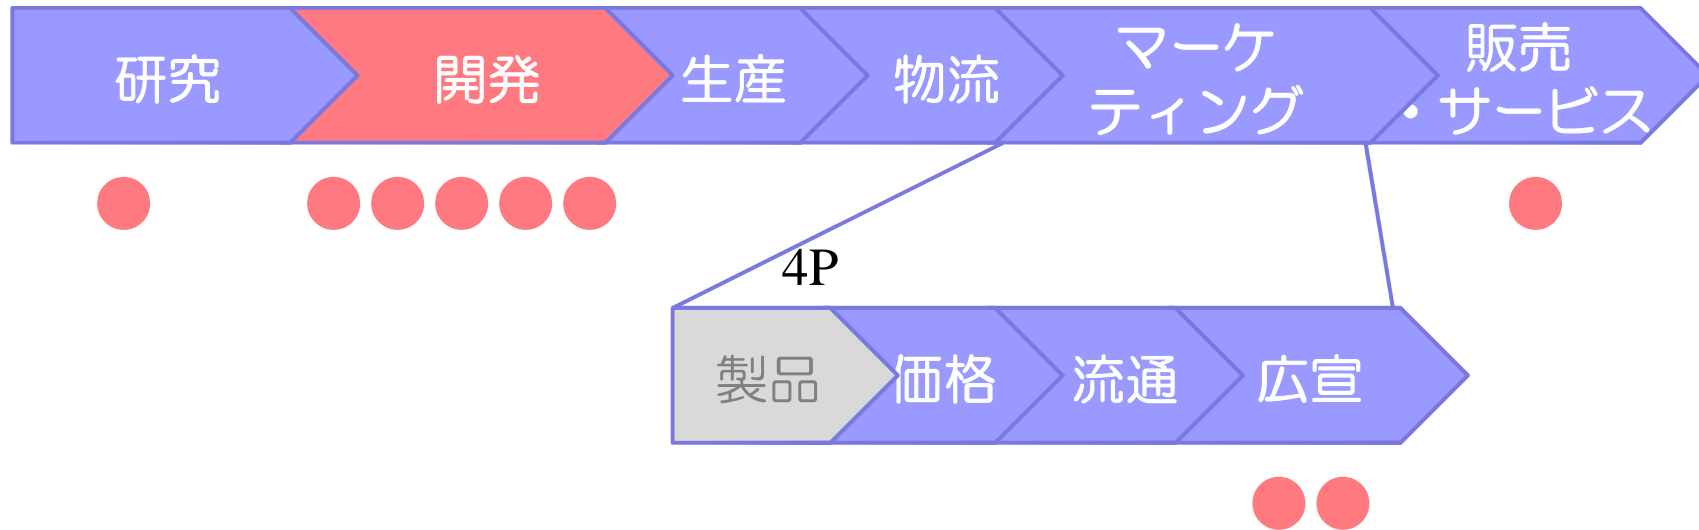 研究
開発
生産
物流
マーケ
ティング
販売
・サービス
4P
製品
価格
流通
広宣